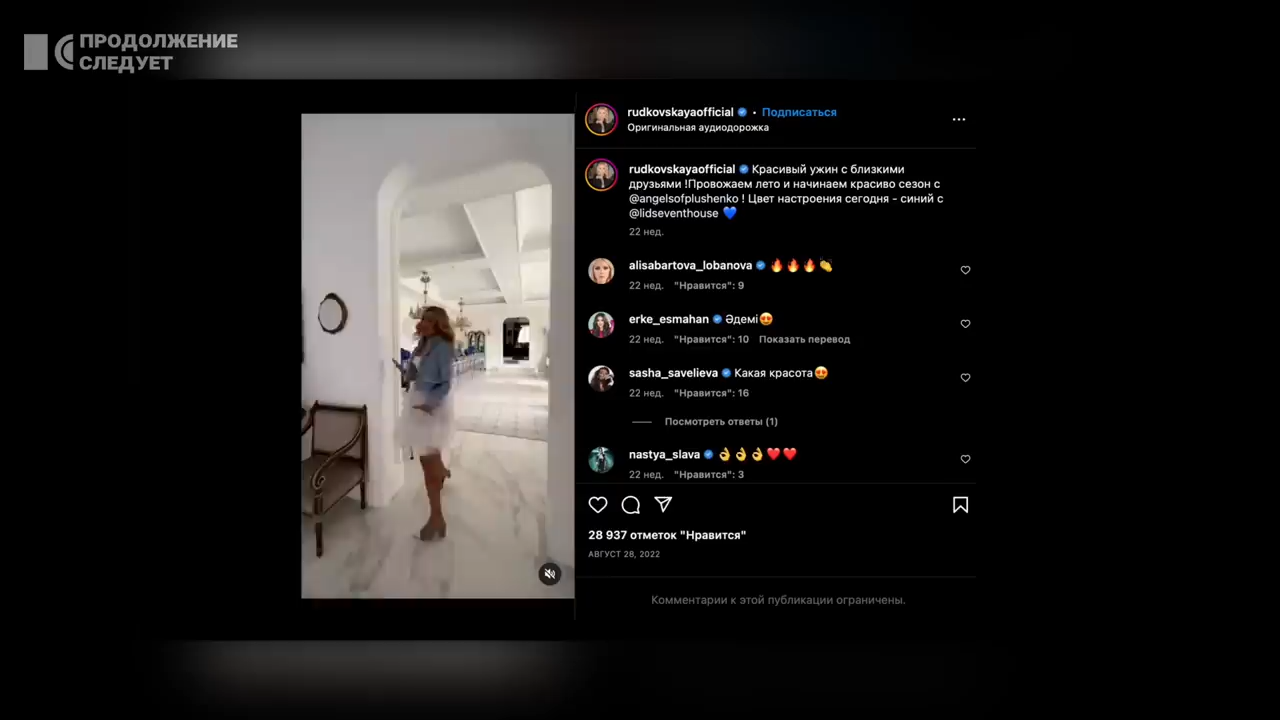 ПРОДОЛЖЕНИЕ
СЛЕДУЕТ
rudkovskayaofficial • Подписаться
Оригинальная аудиодорожка
rudkovskayaofficial Красивый ужин с близкими
друзьями !Провожаем лето и начинаем красиво сезон с
@angelsofplushenko ! Цвет настроения сегодня - синий с
@lidseventhouse 💙
22 нед.
alisabartova_lobanova 🔥🔥🔥👏
22 нед. "Нравится": 9
erke_esmahan Әдемі😍
22 нед. "Нравится": 10 Показать перевод
sasha_savelieva Какая красота😍
22 нед. "Нравится": 16
Посмотреть ответы (1)
nastya_slava 👌👌👌❤️❤️
22 нед. "Нравится": 3
28 937 отметок "Нравится"
АВГУСТ 28, 2022
Комментарии к этой публикации ограничены.